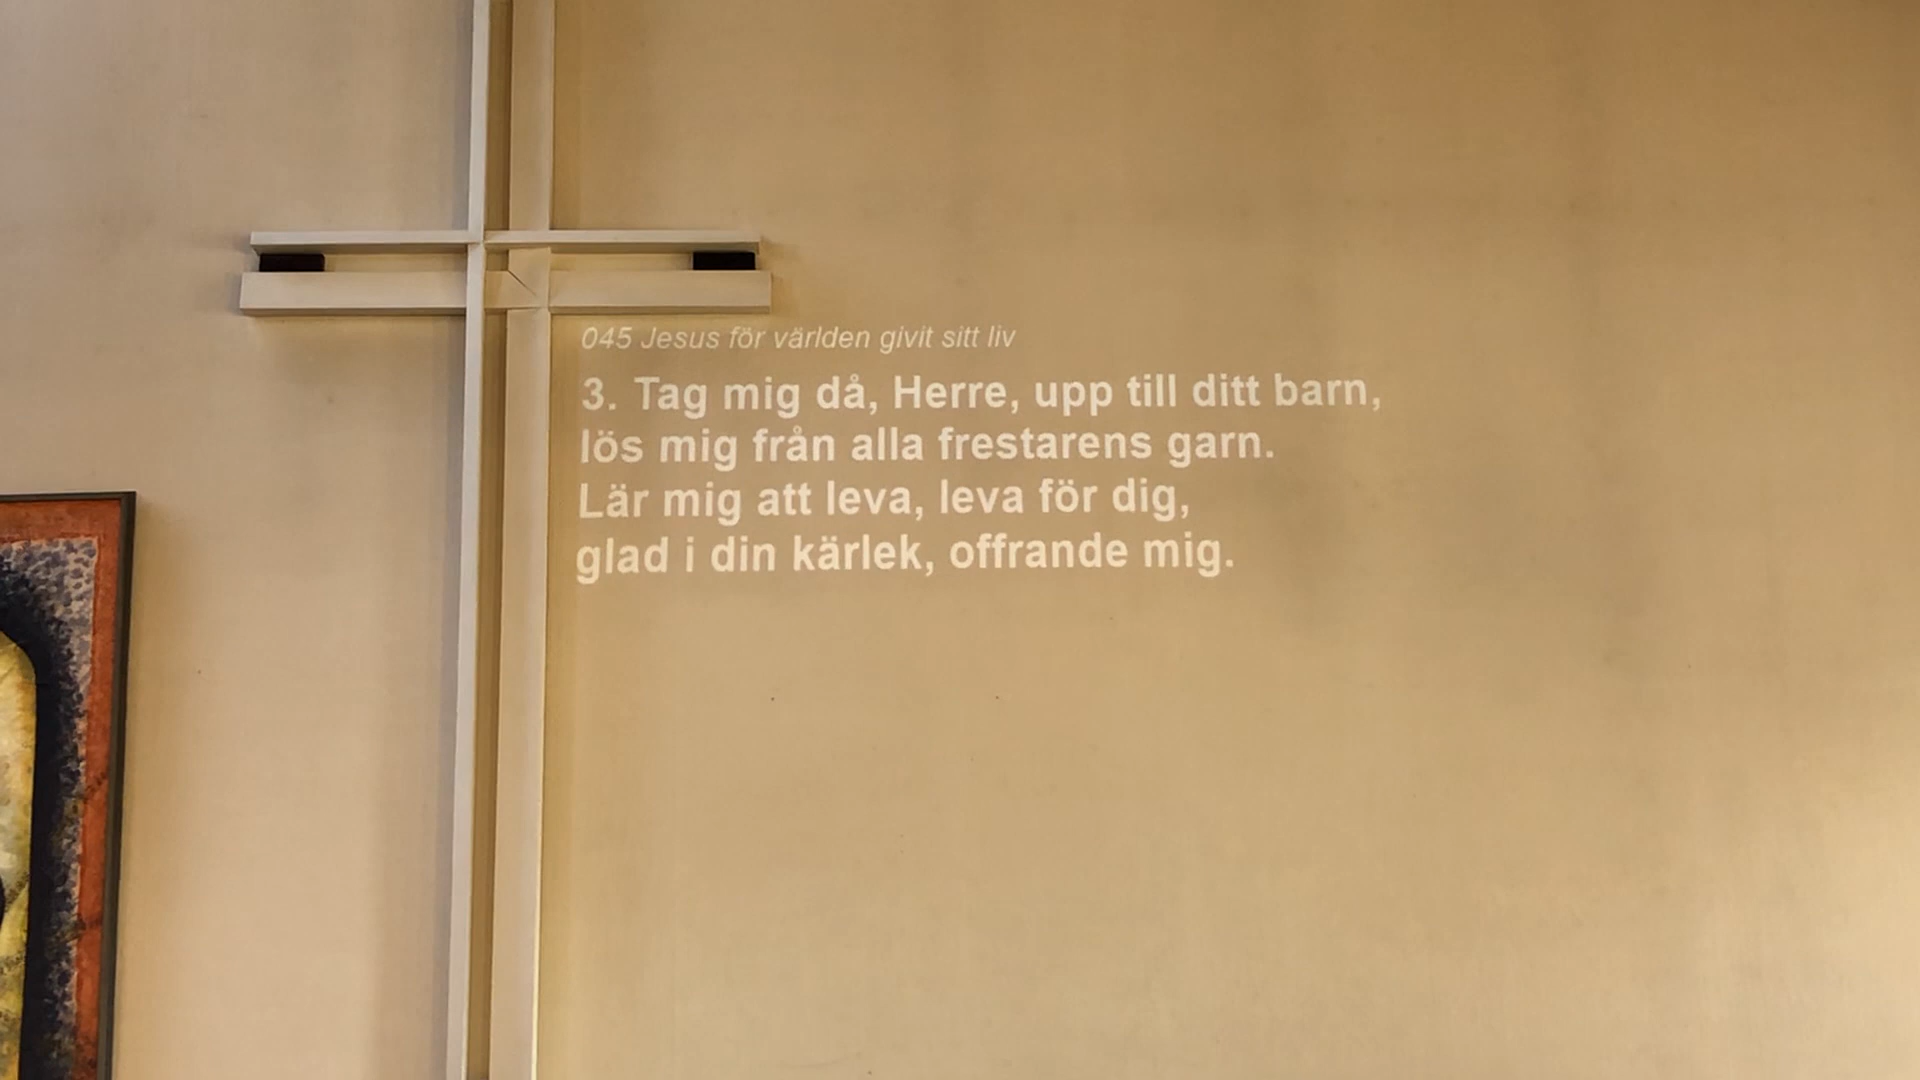 045 Jesus för världen givit sitt liv
3. Tag mig då, Herre, upp till ditt barn,
lös mig från alla frestarens garn.
Lär mig att leva, leva för dig,
glad i din kärlek, offrande mig.